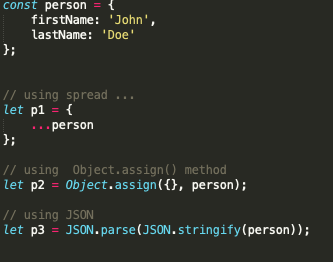 const person = {
    firstName: 'John',
    lastName: 'Doe'
};
// using spread ...
let p1 = {
    ...person
};
// using  Object.assign() method
let p2 = Object.assign({}, person);
// using JSON
let p3 = JSON.parse(JSON.stringify(person));